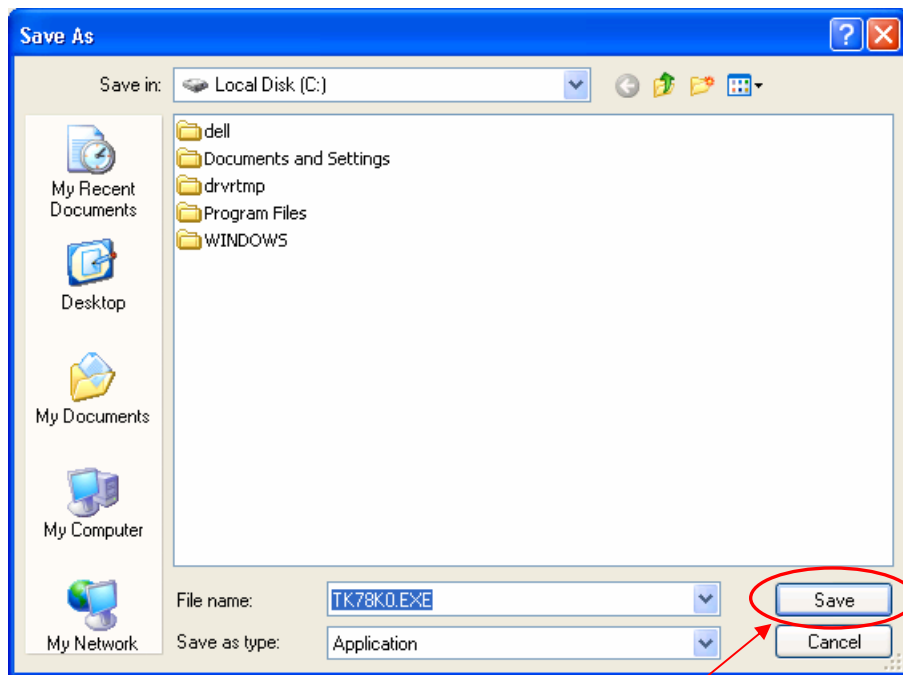 Save As
Save in:
Local Disk (C:)
dell
Documents and Settings
drvrtmp
Program Files
WINDOWS
My Recent
Documents
Desktop
My Documents
My Computer
My Network
File name:
TK78K0.EXE
Save
Save as type:
Application
Cancel